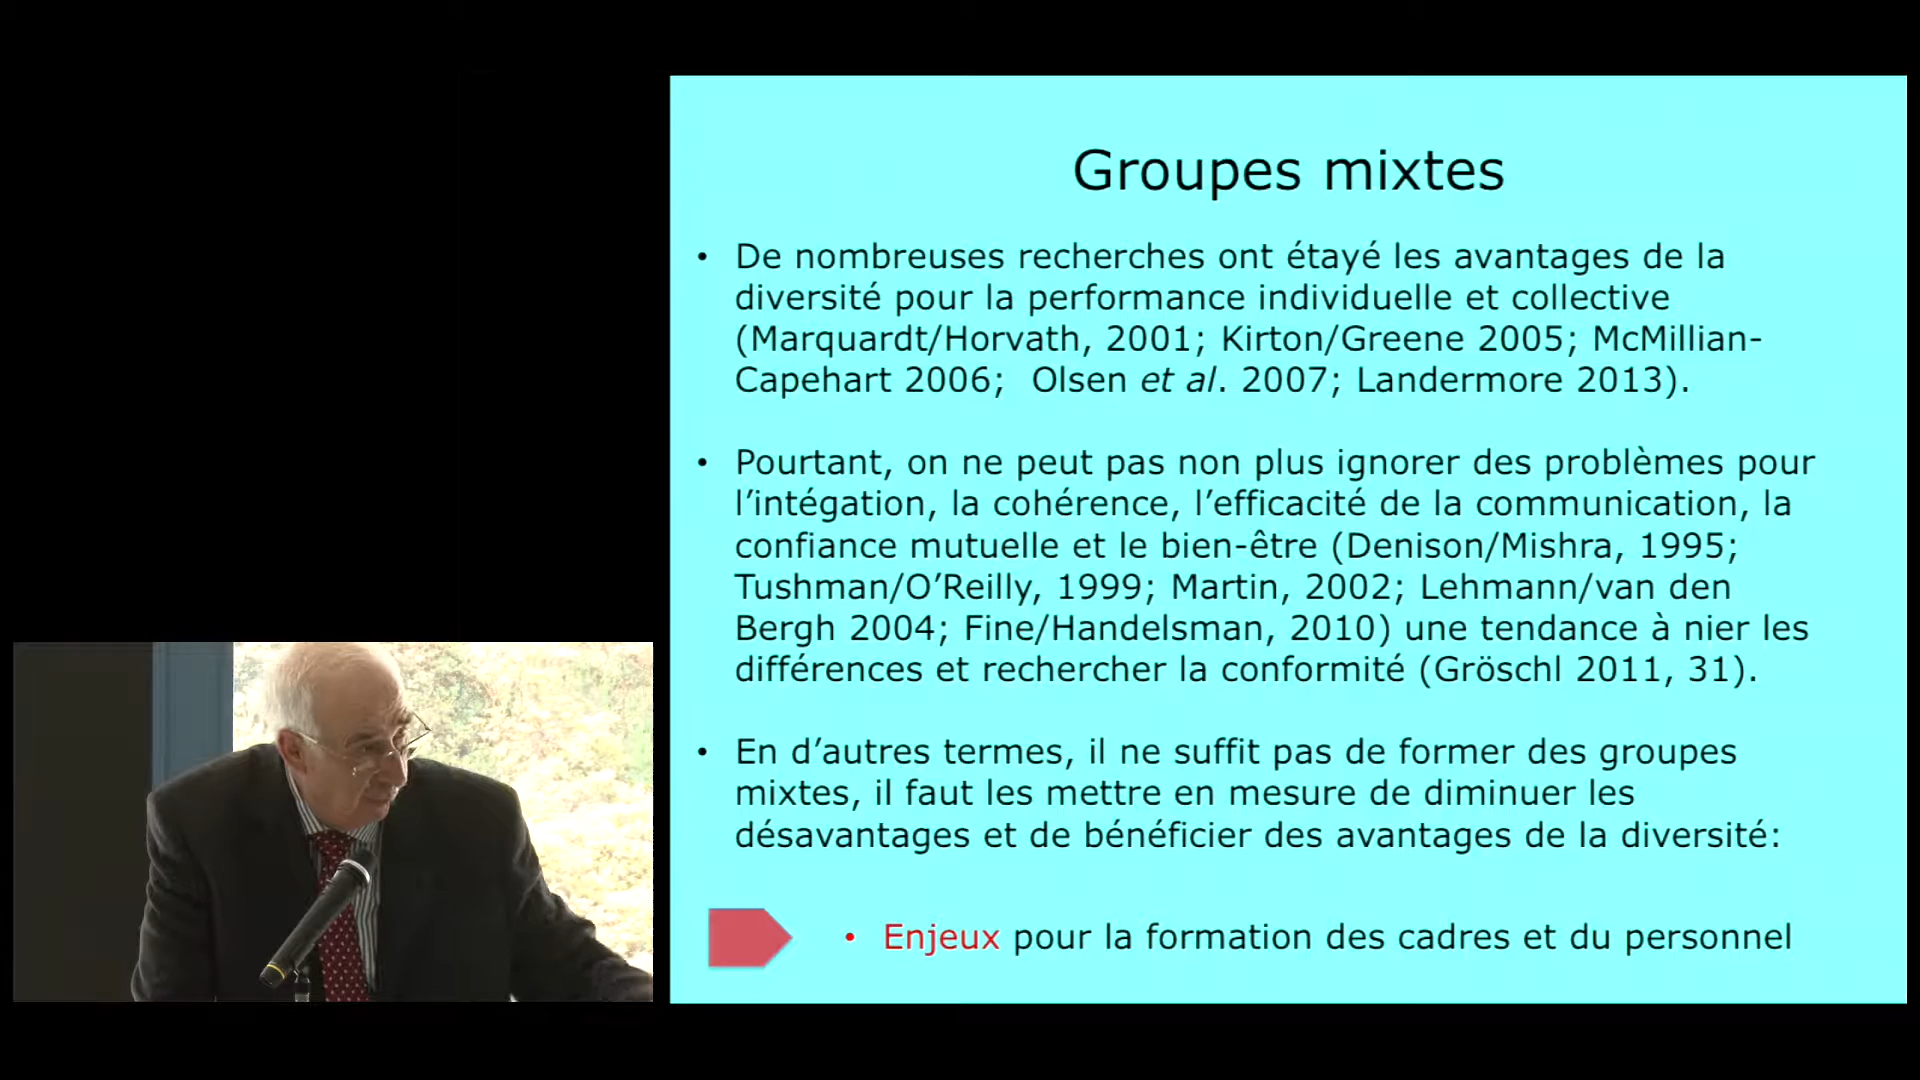 Groupes mixtes
• De nombreuses recherches ont étayé les avantages de la
diversité pour la performance individuelle et collective
(Marquardt/Horvath, 2001; Kirton/Greene 2005; McMillian-
Capehart 2006;  Olsen et al. 2007; Landermore 2013).
• Pourtant, on ne peut pas non plus ignorer des problèmes pour
l’intégation, la cohérence, l’efficacité de la communication, la
confiance mutuelle et le bien-être (Denison/Mishra, 1995;
Tushman/O’Reilly, 1999; Martin, 2002; Lehmann/van den
Bergh 2004; Fine/Handelsman, 2010) une tendance à nier les
différences et rechercher la conformité (Gröschl 2011, 31).
• En d’autres termes, il ne suffit pas de former des groupes
mixtes, il faut les mettre en mesure de diminuer les
désavantages et de bénéficier des avantages de la diversité:
• Enjeux pour la formation des cadres et du personnel